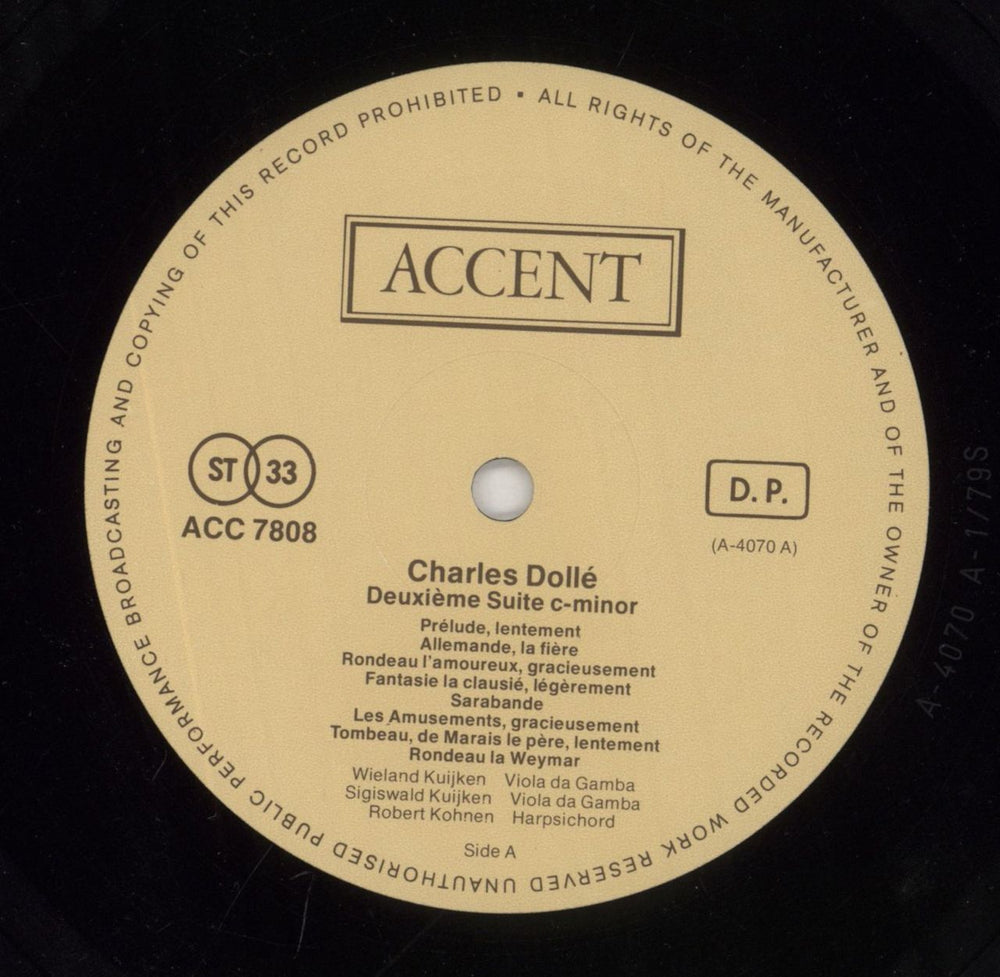 ALL RIGHTS OF THE MANUFACTURER AND OF THE OWNER OF THE RECORDED WORK RESERVED UNAUTHORISED PUBLIC PERFORMANCE BROADCASTING AND COPYING OF THIS RECORD PROHIBITED ▪
ACCENT
ST 33
ACC 7808
D. P.
(A-4070 A)
Charles Dollé
Deuxième Suite c-minor
Prélude, lentement
Allemande, la fière
Rondeau l'amoureux, gracieusement
Fantasie la clausié, légèrement
Sarabande
Les Amusements, gracieusement
Tombeau, de Marais le père, lentement
Rondeau la Weymar
Wieland Kuijken Viola da Gamba
Sigiswald Kuijken Viola da Gamba
Robert Kohnen Harpsichord
Side A
A-4070 A-1/79S